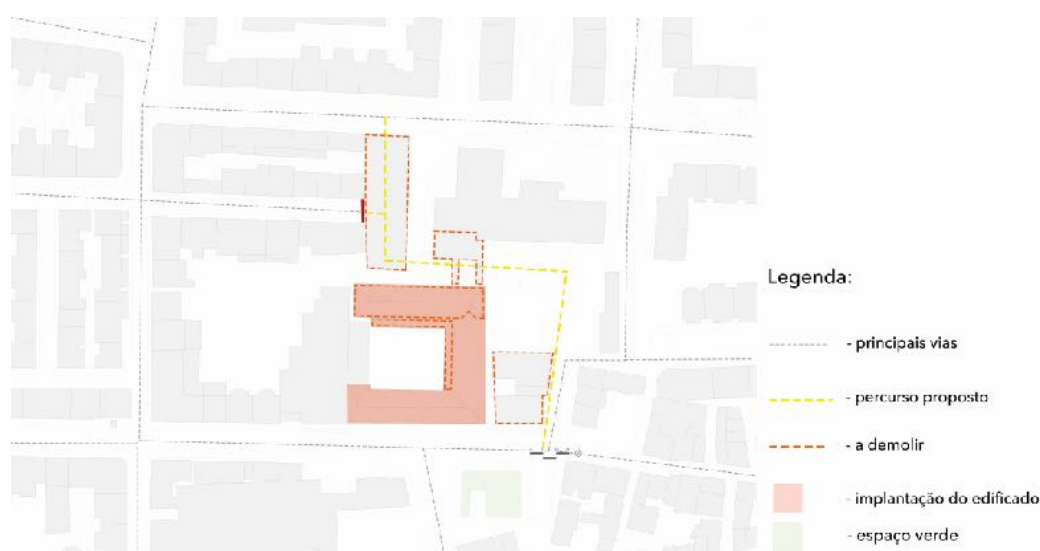 Legenda:
- principais vias
- percurso proposto
- a demolir
- implantação do edificado
- espaço verde